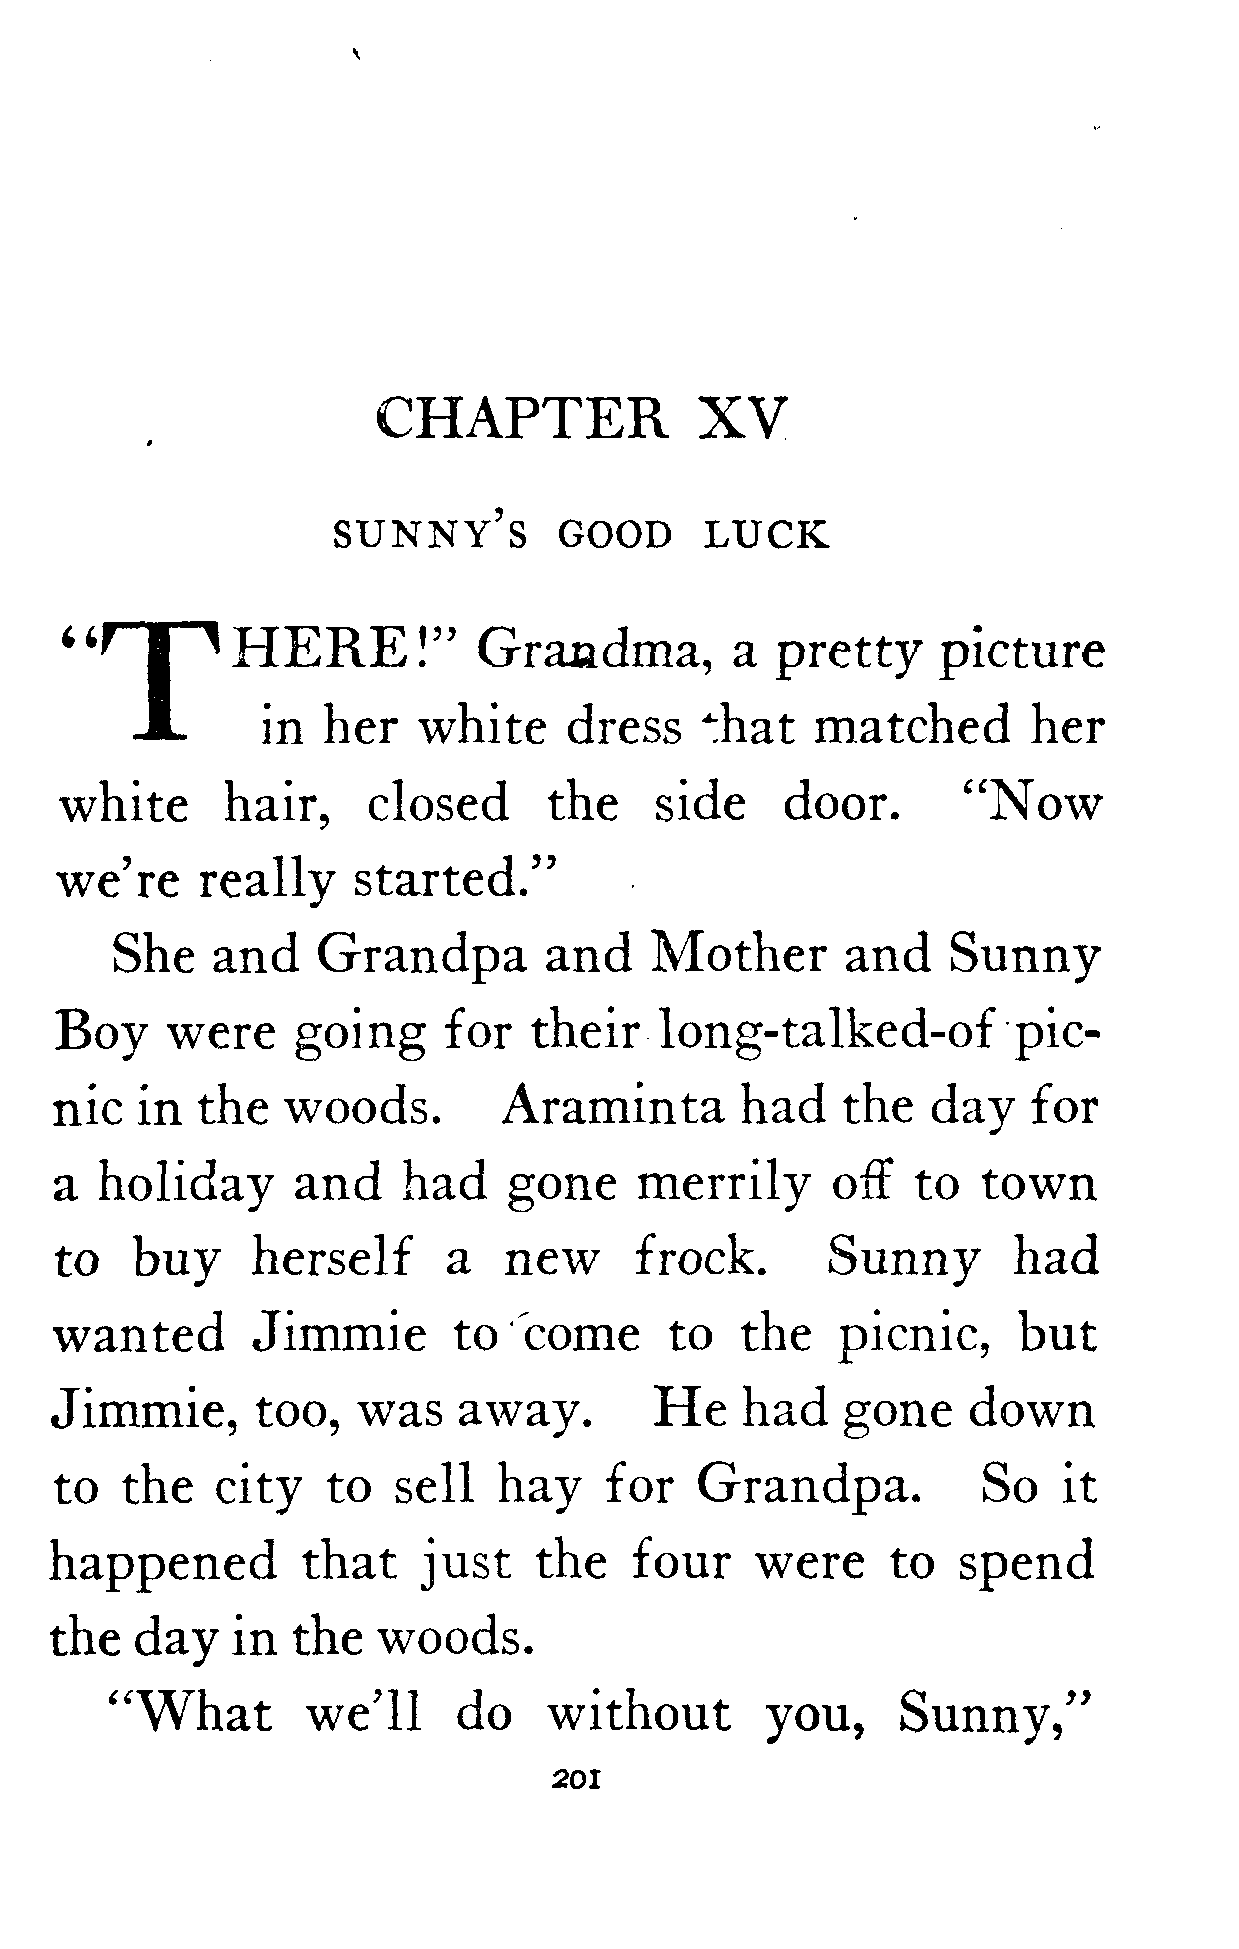 CHAPTER XV
SUNNY'S GOOD LUCK
"THERE!" Grandma, a pretty picture
in her white dress that matched her
white hair, closed the side door. "Now
we're really started."
She and Grandpa and Mother and Sunny
Boy were going for their long-talked-of pic-
nic in the woods. Araminta had the day for
a holiday and had gone merrily off to town
to buy herself a new frock. Sunny had
wanted Jimmie to come to the picnic, but
Jimmie, too, was away. He had gone down
to the city to sell hay for Grandpa. So it
happened that just the four were to spend
the day in the woods.
"What we'll do without you, Sunny,"
201